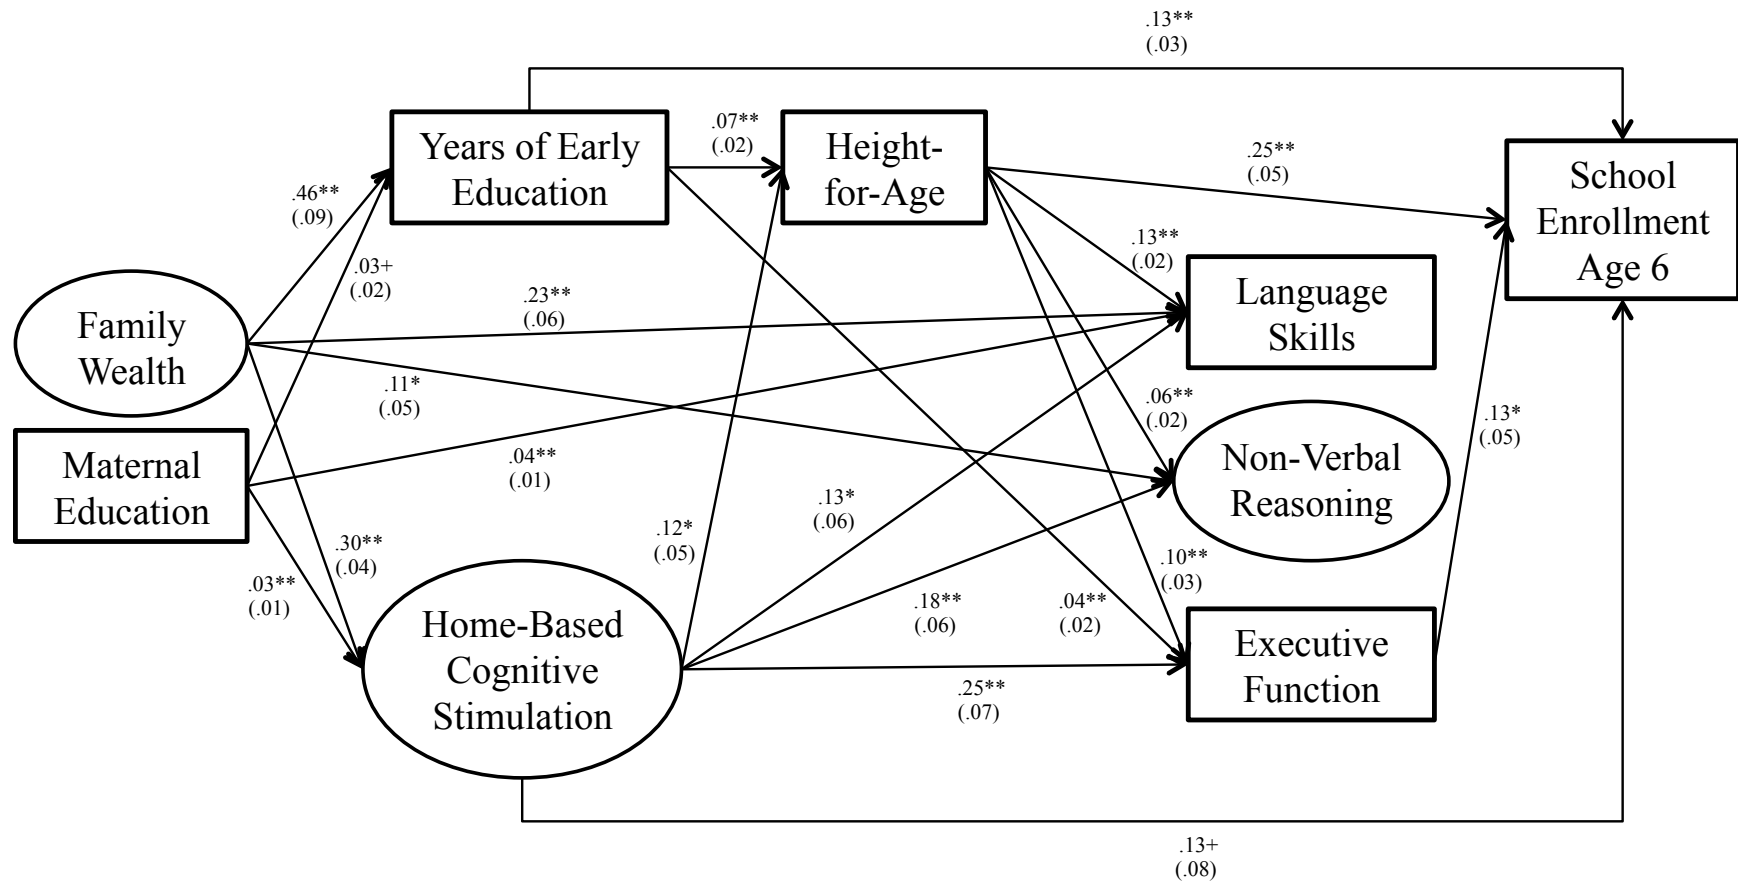 .13**
(.03)
Years of Early
Education
.07**
(.02)
Height-
for-Age
.25**
(.05)
School
Enrollment
Age 6
.46**
(.09)
.03+
(.02)
.13**
(.02)
Language
Skills
Family
Wealth
.23**
(.06)
.11*
(.05)
.06**
(.02)
.13*
(.05)
Maternal
Education
.04**
(.01)
Non-Verbal
Reasoning
.13*
(.06)
.12*
(.05)
.30**
(.04)
.03**
(.01)
.10**
(.03)
.18**
(.06)
.04**
(.02)
Home-Based
Cognitive
Stimulation
Executive
Function
.25**
(.07)
.13+
(.08)